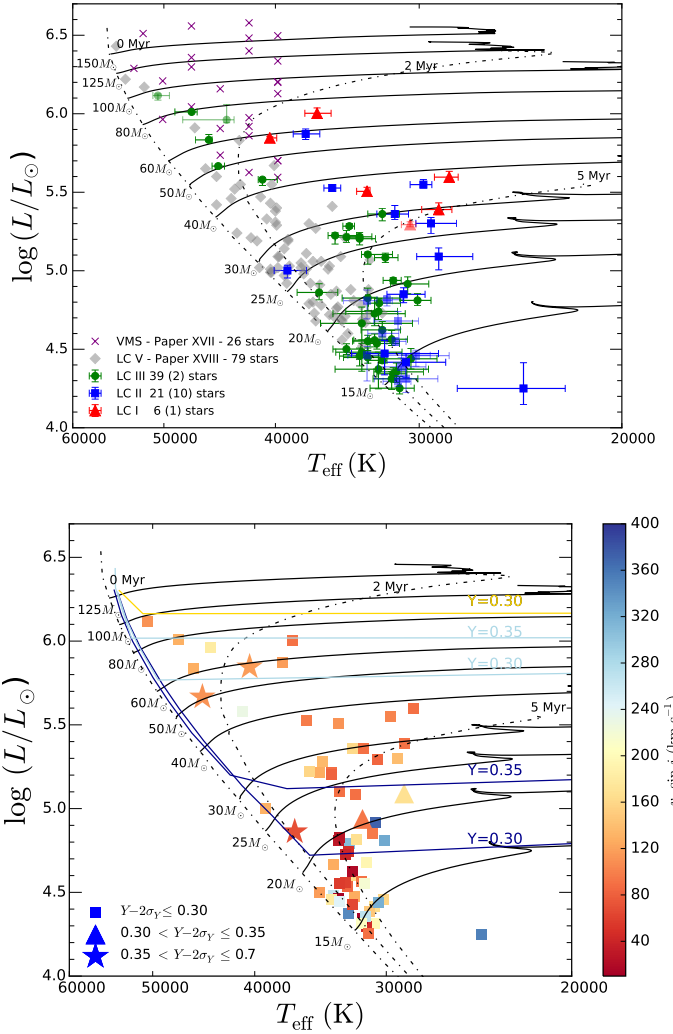 log (L/L⊙)
6.5
6.0
5.5
5.0
4.5
4.0
0 Myr
2 Myr
5 Myr
150M⊙
125M⊙
100M⊙
80M⊙
60M⊙
50M⊙
40M⊙
30M⊙
25M⊙
20M⊙
15M⊙
VMS - Paper XVII - 26 stars
LC V - Paper XVIII - 79 stars
LC III 39 (2) stars
LC II 21 (10) stars
LC I 6 (1) stars
60000 50000 40000 30000 20000
T_eff (K)
log (L/L⊙)
6.5
6.0
5.5
5.0
4.5
4.0
0 Myr
2 Myr
5 Myr
125M⊙
100M⊙
80M⊙
60M⊙
50M⊙
40M⊙
30M⊙
25M⊙
20M⊙
15M⊙
Y=0.30
Y=0.35
Y=0.30
Y=0.35
Y=0.30
Y−2σ_Y ≤ 0.30
0.30 < Y−2σ_Y ≤ 0.35
0.35 < Y−2σ_Y ≤ 0.7
60000 50000 40000 30000 20000
T_eff (K)
400
360
320
280
240
200
160
120
80
40